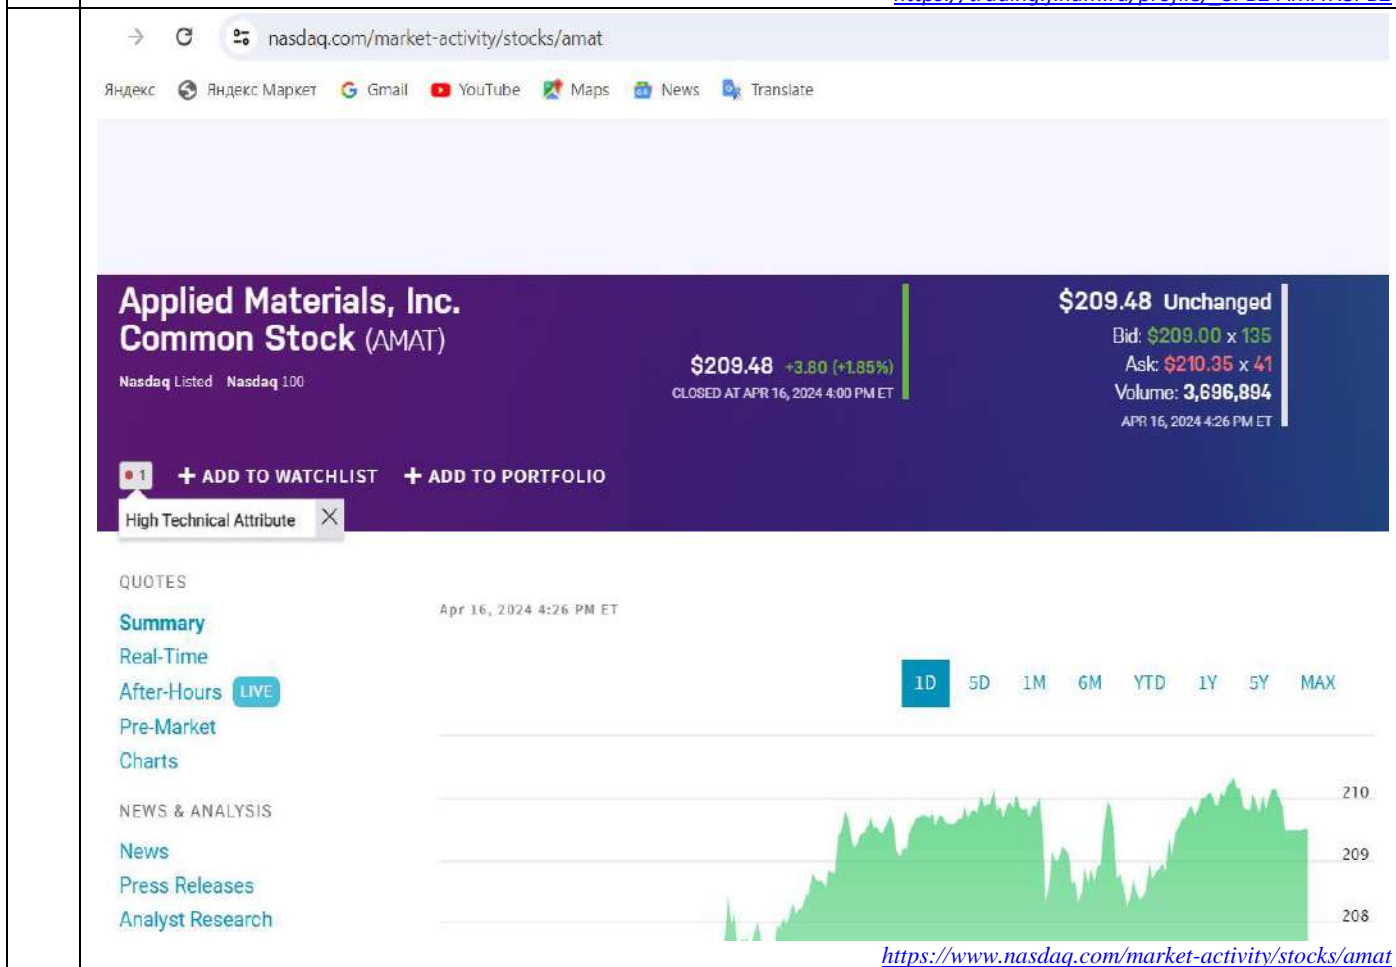 nasdaq.com/market-activity/stocks/amat
Яндекс Яндекс Маркет Gmail YouTube Maps News Translate
Applied Materials, Inc.
Common Stock (AMAT)
Nasdaq Listed Nasdaq 100
$209.48 +3.80 (+1.85%)
CLOSED AT APR 16, 2024 4:00 PM ET
$209.48 Unchanged
Bid: $209.00 x 135
Ask: $210.35 x 41
Volume: 3,696,894
APR 16, 2024 4:26 PM ET
1 + ADD TO WATCHLIST + ADD TO PORTFOLIO
High Technical Attribute
QUOTES
Summary
Real-Time
After-Hours LIVE
Pre-Market
Charts
NEWS & ANALYSIS
News
Press Releases
Analyst Research
Apr 16, 2024 4:26 PM ET
1D 5D 1M 6M YTD 1Y 5Y MAX
210
209
208
https://www.nasdaq.com/market-activity/stocks/amat